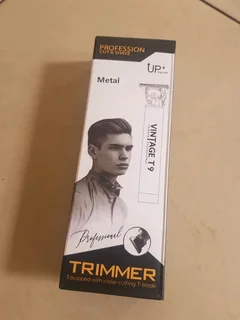 PROFESSION
CUT & SHAVE
UP+
Metal
VINTAGE T9
Professional
TRIMMER
Equipped with close-cutting T-blade